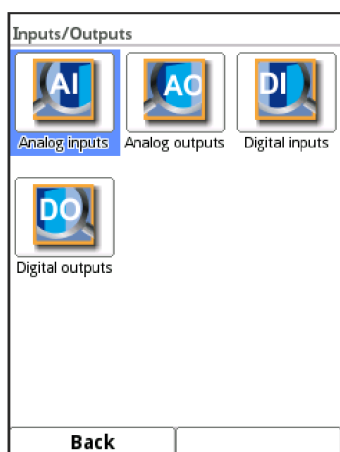 Inputs/Outputs
AI AO DI
Analog inputs Analog outputs Digital inputs
DO
Digital outputs
Back